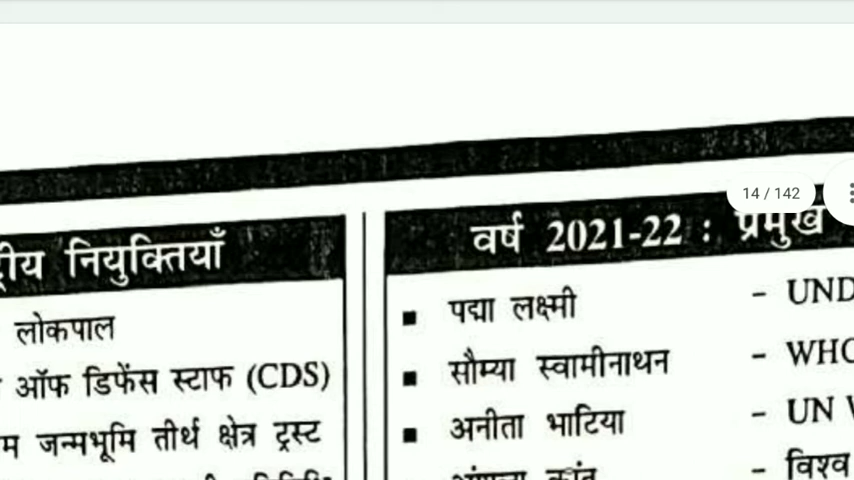 14 / 142
नियुक्तियाँ
लोकपाल
ऑफ डिफेंस स्टाफ (CDS)
जन्मभूमि तीर्थ क्षेत्र ट्रस्ट
वर्ष 2021-22 : प्रमुख
▪ पद्मा लक्ष्मी – UND
▪ सौम्या स्वामीनाथन – WHO
▪ अनीता भाटिया – UN
– विश्व